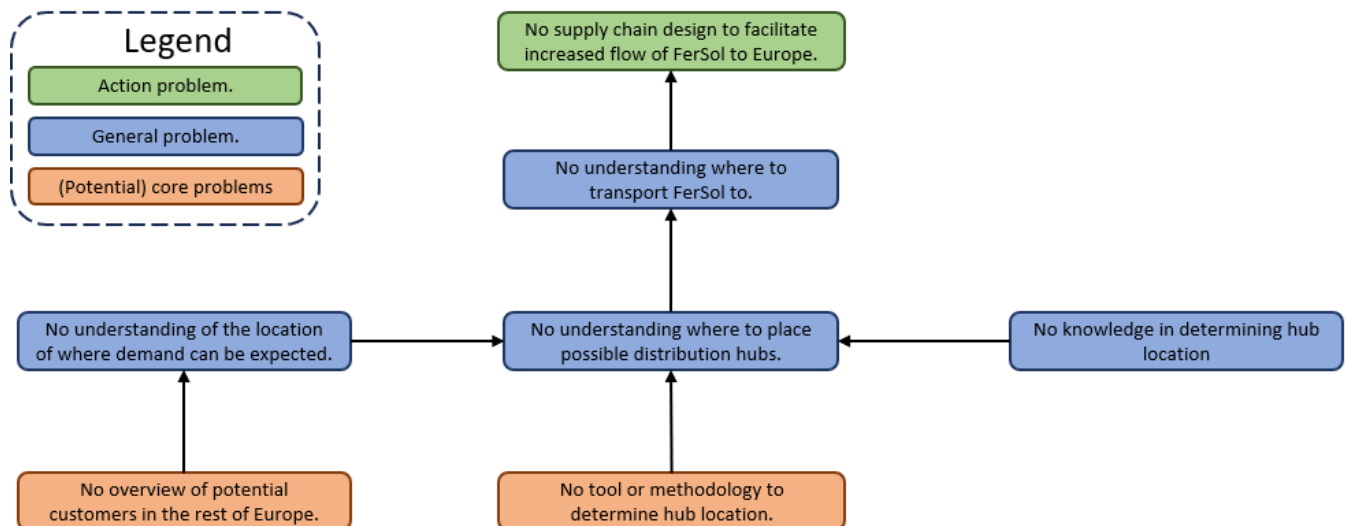 Legend
Action problem.
General problem.
(Potential) core problems
No supply chain design to facilitate
increased flow of FerSol to Europe.
No understanding where to
transport FerSol to.
No understanding of the location
of where demand can be expected.
No understanding where to place
possible distribution hubs.
No knowledge in determining hub
location
No overview of potential
customers in the rest of Europe.
No tool or methodology to
determine hub location.